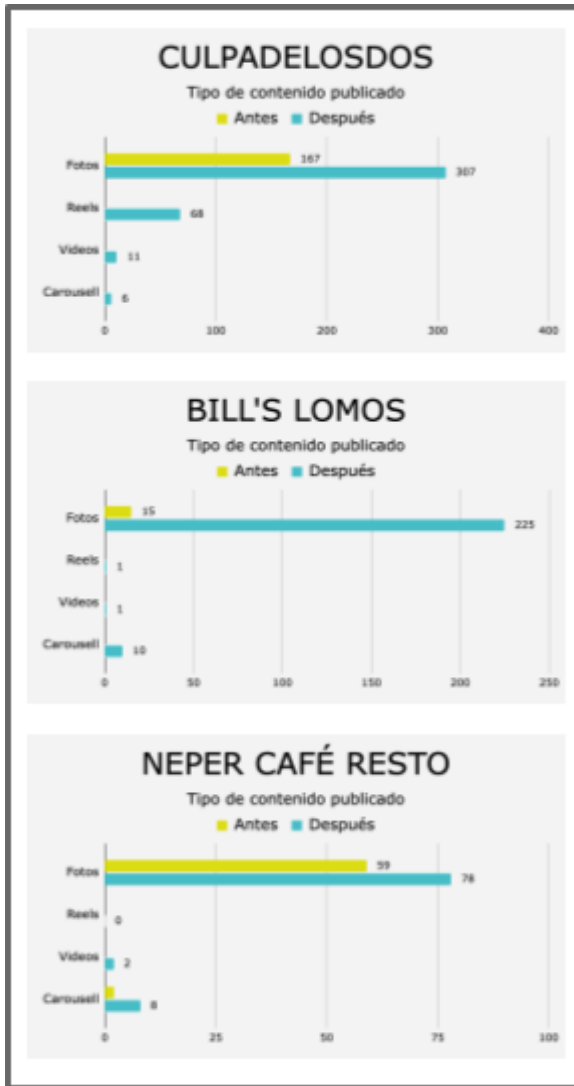 CULPADELOSDOS
Tipo de contenido publicado
Antes Después
Fotos 167
307
Reels 68
Videos 11
Carousell 6
0 100 200 300 400
BILL'S LOMOS
Tipo de contenido publicado
Antes Después
Fotos 15
225
Reels 1
Videos 1
Carousell 10
0 50 100 150 200 250
NEPER CAFÉ RESTO
Tipo de contenido publicado
Antes Después
Fotos 59
78
Reels 0
Videos 2
Carousell 8
0 25 50 75 100